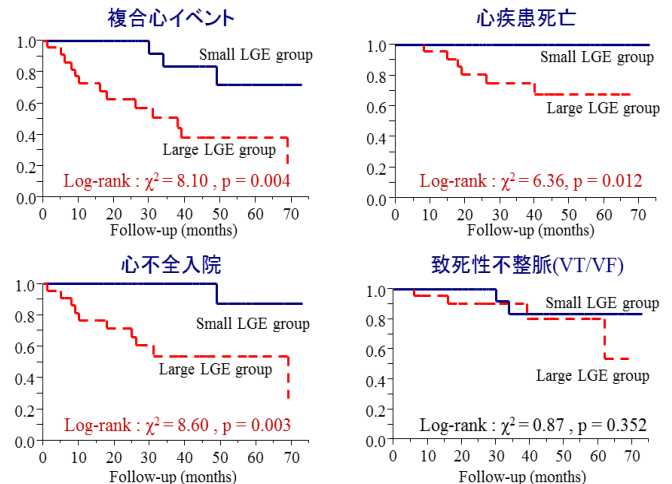 複合心イベント
1.0
0.8
0.6
0.4
0.2
0.0
Small LGE group
Large LGE group
Log-rank : χ² = 8.10 , p = 0.004
0 10 20 30 40 50 60 70
Follow-up (months)
心疾患死亡
1.0
0.8
0.6
0.4
0.2
0.0
Small LGE group
Large LGE group
Log-rank : χ² = 6.36, p = 0.012
0 10 20 30 40 50 60 70
Follow-up (months)
心不全入院
1.0
0.8
0.6
0.4
0.2
0.0
Small LGE group
Large LGE group
Log-rank : χ² = 8.60 , p = 0.003
0 10 20 30 40 50 60 70
Follow-up (months)
致死性不整脈(VT/VF)
1.0
0.8
0.6
0.4
0.2
0.0
Small LGE group
Large LGE group
Log-rank : χ² = 0.87 , p = 0.352
0 10 20 30 40 50 60 70
Follow-up (months)